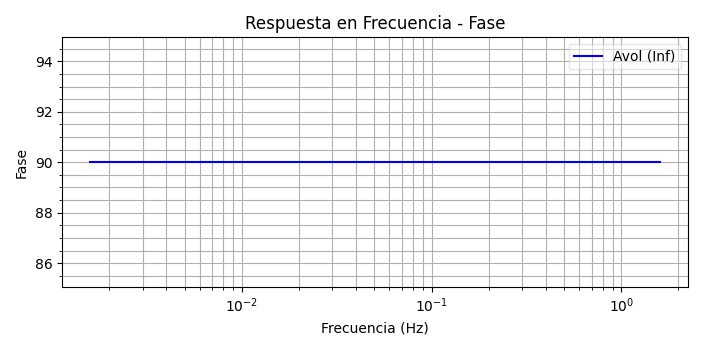 Respuesta en Frecuencia - Fase
Avol (Inf)
94
92
90
88
86
Fase
10⁻²
10⁻¹
10⁰
Frecuencia (Hz)